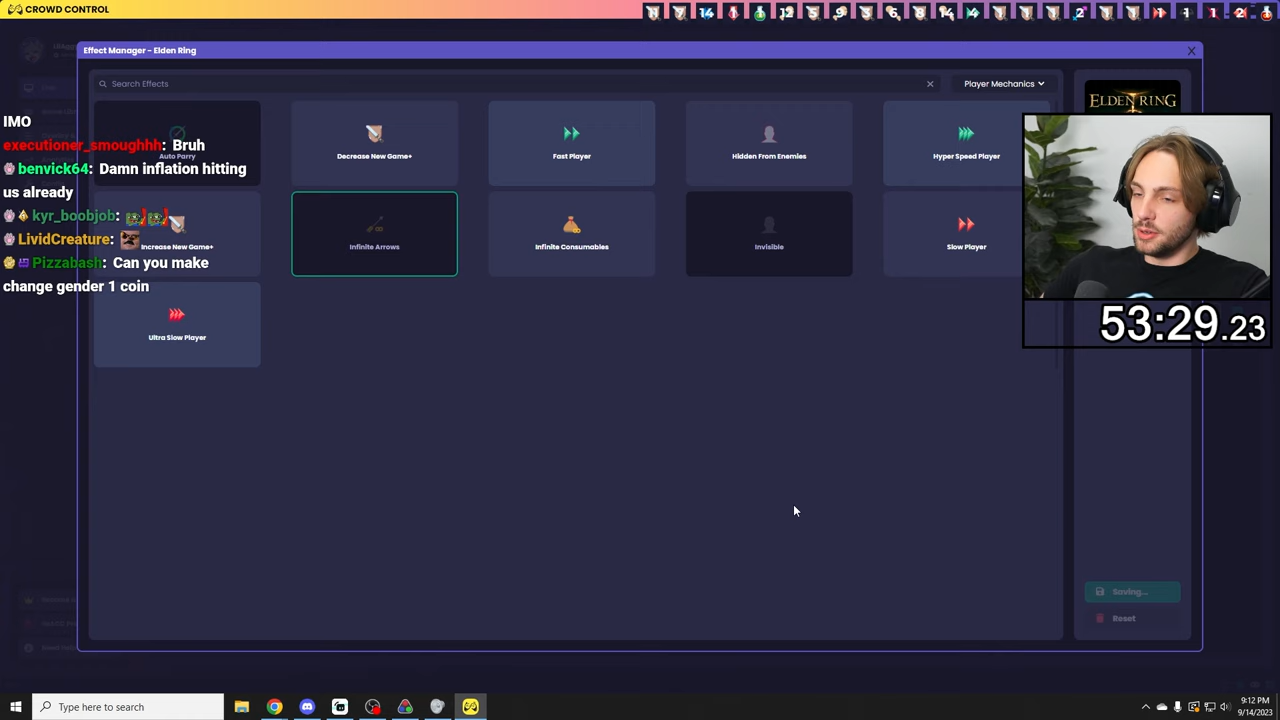 CROWD CONTROL
Effect Manager - Elden Ring
X
Search Effects
Player Mechanics
ELDEN RING
Auto Parry
Decrease New Game+
Fast Player
Hidden From Enemies
Hyper Speed Player
Increase New Game+
Infinite Arrows
Infinite Consumables
Invisible
Slow Player
Ultra Slow Player
IMO
executioner_smoughhh: Bruh
benvick64: Damn inflation hitting
us already
kyr_boobjob:
LividCreature:
Pizzabash: Can you make
change gender 1 coin
53:29.23
Saving...
Reset
Type here to search
9:12 PM
9/14/2023